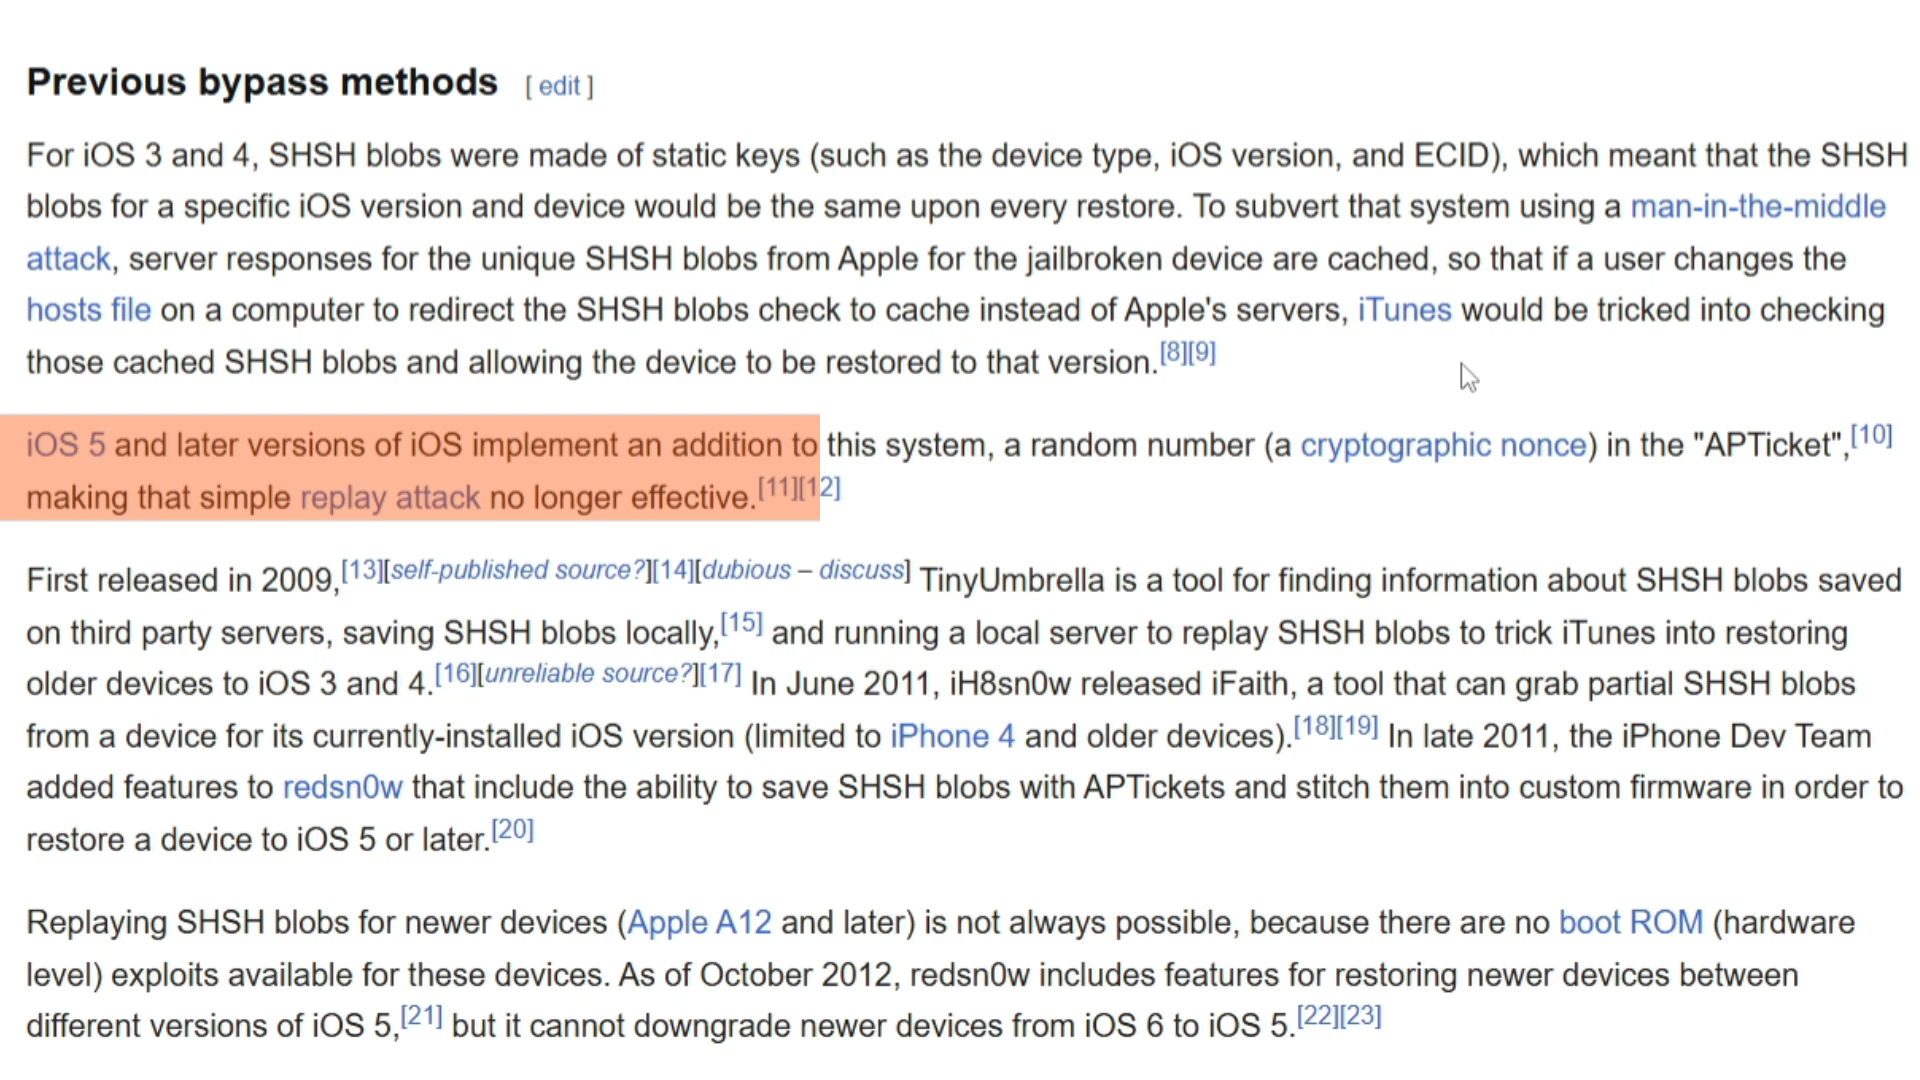 Previous bypass methods [ edit ]
For iOS 3 and 4, SHSH blobs were made of static keys (such as the device type, iOS version, and ECID), which meant that the SHSH
blobs for a specific iOS version and device would be the same upon every restore. To subvert that system using a man-in-the-middle
attack, server responses for the unique SHSH blobs from Apple for the jailbroken device are cached, so that if a user changes the
hosts file on a computer to redirect the SHSH blobs check to cache instead of Apple's servers, iTunes would be tricked into checking
those cached SHSH blobs and allowing the device to be restored to that version.[8][9]
iOS 5 and later versions of iOS implement an addition to this system, a random number (a cryptographic nonce) in the "APTicket",[10]
making that simple replay attack no longer effective.[11][12]
First released in 2009,[13][self-published source?][14][dubious – discuss] TinyUmbrella is a tool for finding information about SHSH blobs saved
on third party servers, saving SHSH blobs locally,[15] and running a local server to replay SHSH blobs to trick iTunes into restoring
older devices to iOS 3 and 4.[16][unreliable source?][17] In June 2011, iH8sn0w released iFaith, a tool that can grab partial SHSH blobs
from a device for its currently-installed iOS version (limited to iPhone 4 and older devices).[18][19] In late 2011, the iPhone Dev Team
added features to redsn0w that include the ability to save SHSH blobs with APTickets and stitch them into custom firmware in order to
restore a device to iOS 5 or later.[20]
Replaying SHSH blobs for newer devices (Apple A12 and later) is not always possible, because there are no boot ROM (hardware
level) exploits available for these devices. As of October 2012, redsn0w includes features for restoring newer devices between
different versions of iOS 5,[21] but it cannot downgrade newer devices from iOS 6 to iOS 5.[22][23]